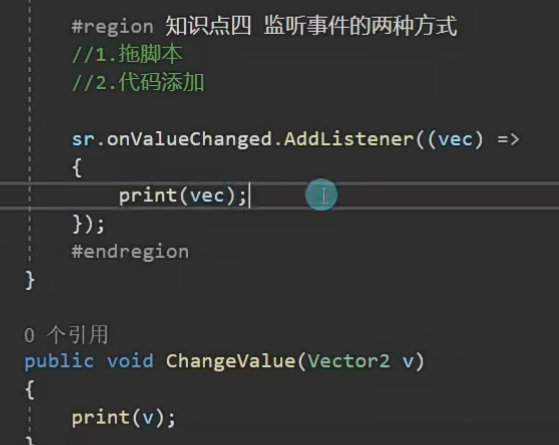 #region 知识点四 监听事件的两种方式
//1.拖脚本
//2.代码添加
sr.onValueChanged.AddListener((vec) =>
{
print(vec);
});
#endregion
}
0 个引用
public void ChangeValue(Vector2 v)
{
print(v);
}